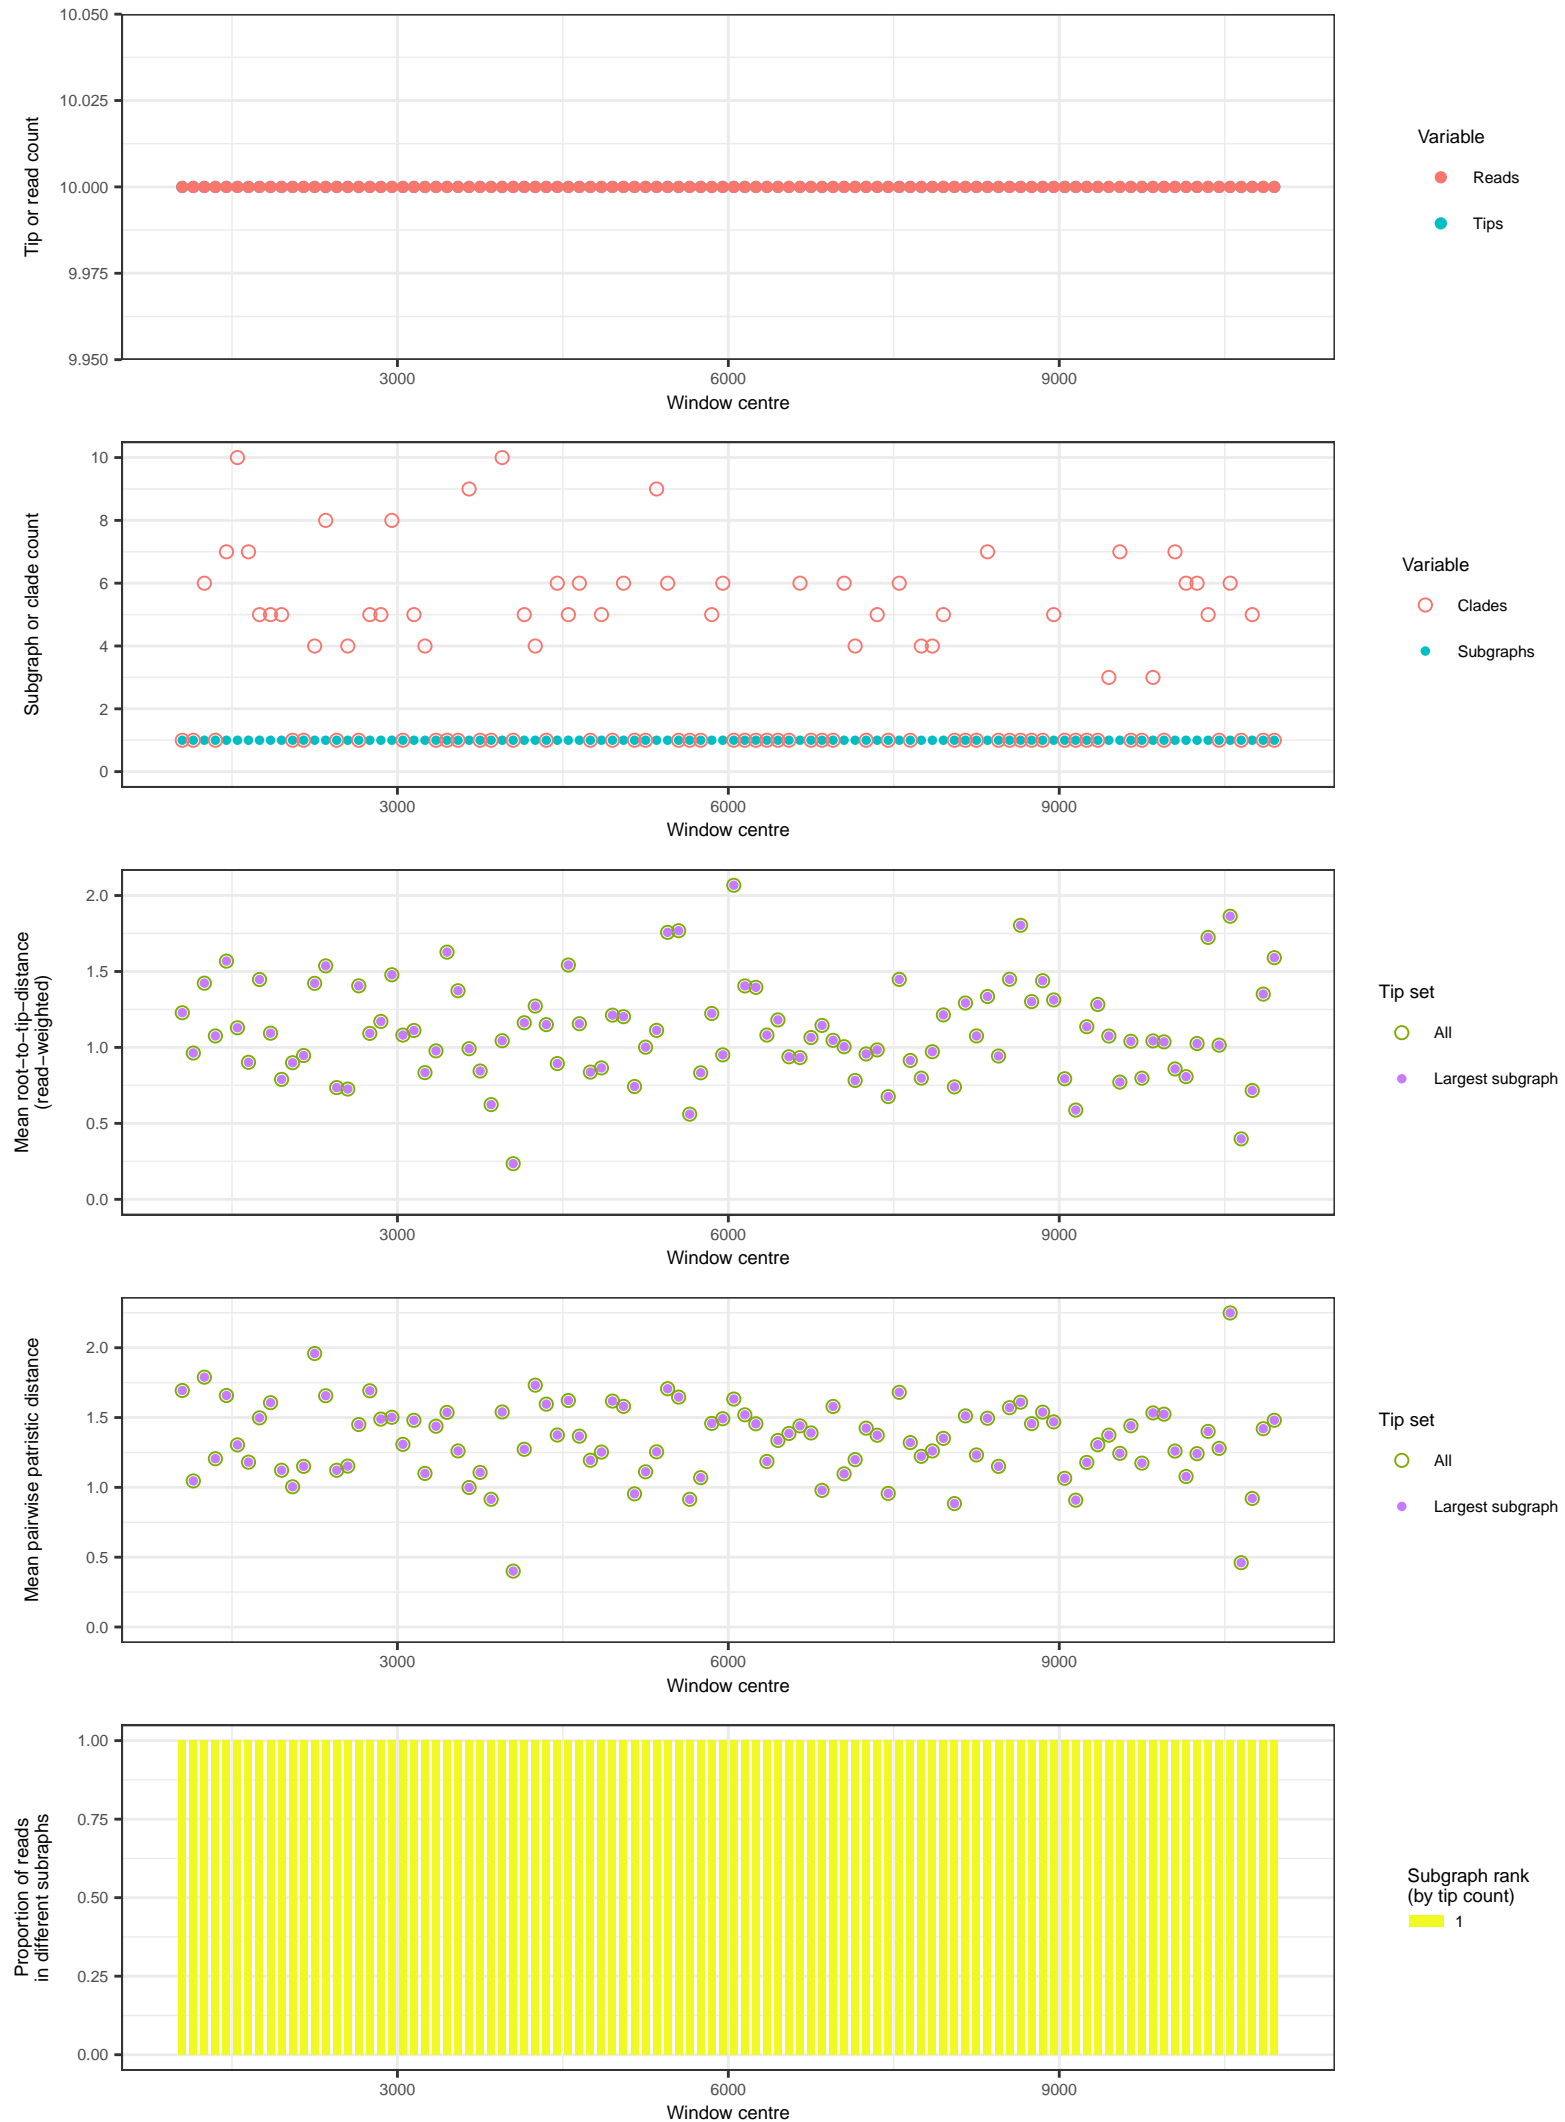 10.050
10.025
10.000
9.975
9.950
Tip or read count
3000
6000
9000
Window centre
Variable
Reads
Tips
10
8
6
4
2
0
Subgraph or clade count
3000
6000
9000
Window centre
Variable
Clades
Subgraphs
2.0
1.5
1.0
0.5
0.0
Mean root−to−tip−distance
(read−weighted)
3000
6000
9000
Window centre
Tip set
All
Largest subgraph
2.0
1.5
1.0
0.5
0.0
Mean pairwise patristic distance
3000
6000
9000
Window centre
Tip set
All
Largest subgraph
1.00
0.75
0.50
0.25
0.00
Proportion of reads
in different subraphs
3000
6000
9000
Window centre
Subgraph rank
(by tip count)
1